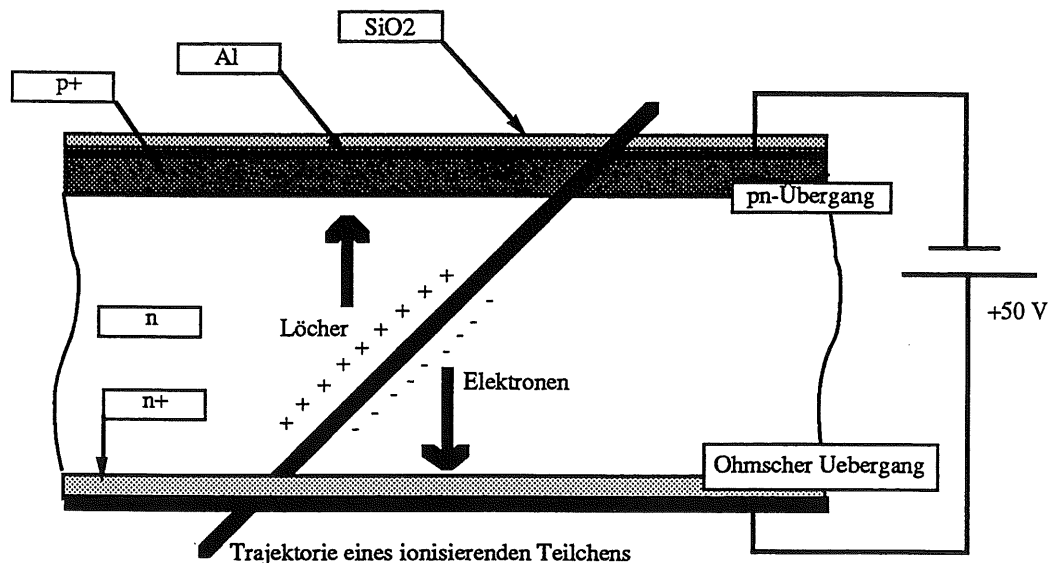 SiO2
Al
p+
pn-Übergang
+50 V
n
Löcher
+ + + + + + + + +
- - - - - - - - -
n+
Elektronen
Ohmscher Uebergang
Trajektorie eines ionisierenden Teilchens